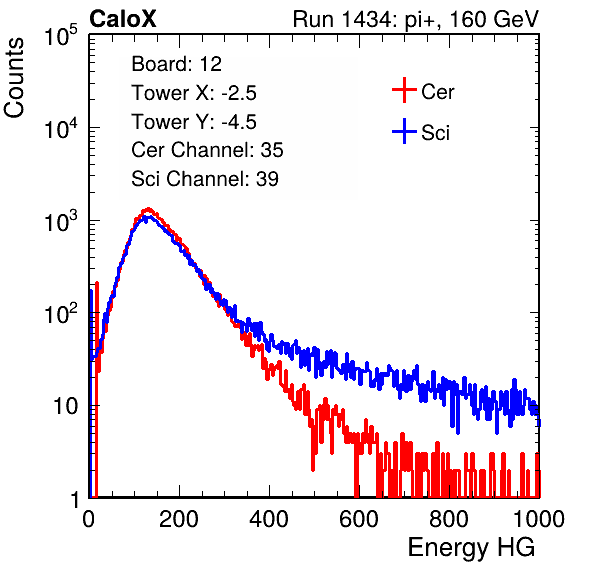 CaloX Run 1434: pi+, 160 GeV
Counts
10^5
10^4
10^3
10^2
10
1
Board: 12
Tower X: -2.5
Tower Y: -4.5
Cer Channel: 35
Sci Channel: 39
Cer
Sci
0 200 400 600 800 1000
Energy HG